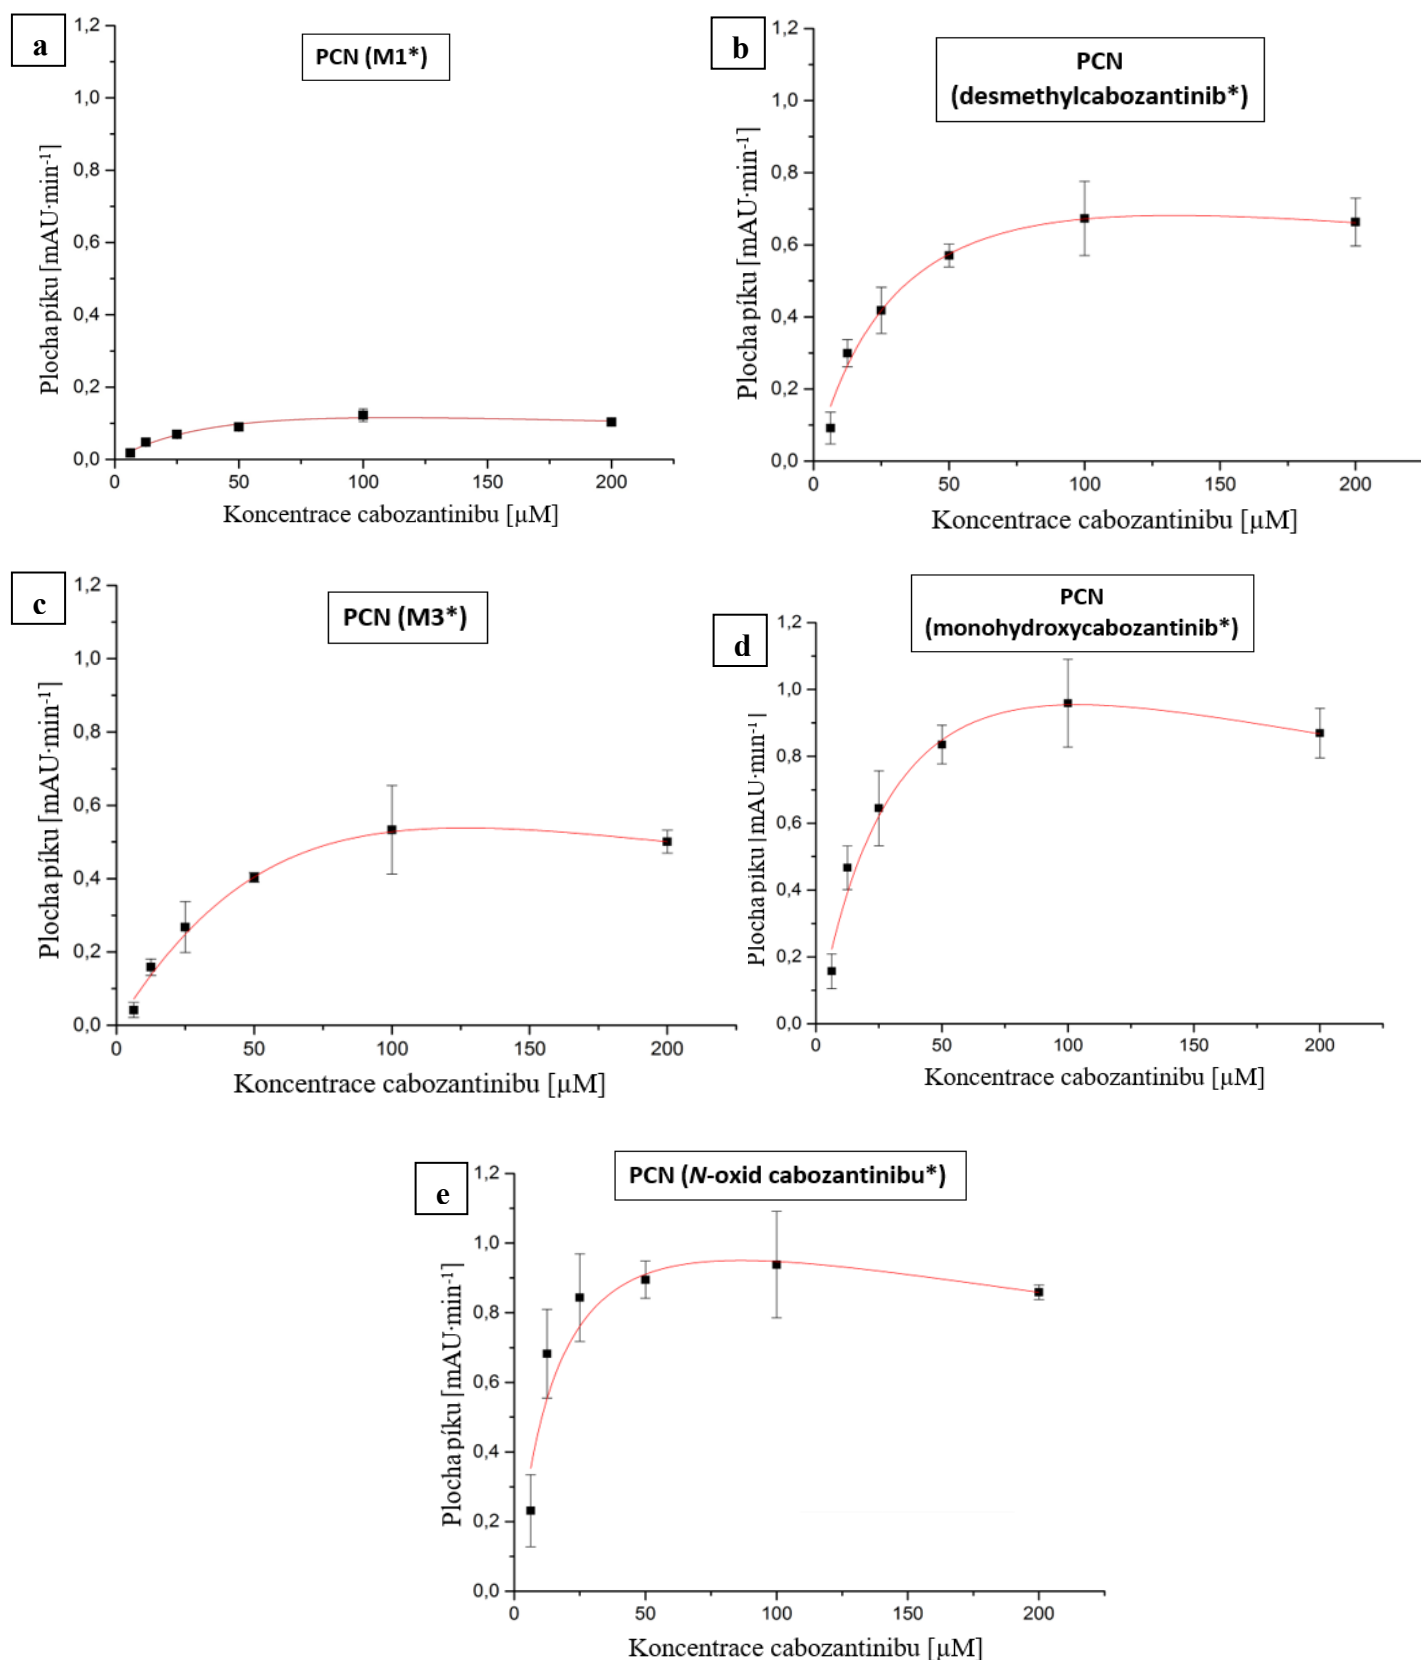 a
PCN (M1*)
1,2
1,0
0,8
0,6
0,4
0,2
0,0
0 50 100 150 200
Plocha píku [mAU·min⁻¹]
Koncentrace cabozantinibu [µM]
b
PCN
(desmethylcabozantinib*)
1,2
1,0
0,8
0,6
0,4
0,2
0,0
0 50 100 150 200
Plocha píku [mAU·min⁻¹]
Koncentrace cabozantinibu [µM]
c
PCN (M3*)
1,2
1,0
0,8
0,6
0,4
0,2
0,0
0 50 100 150 200
Plocha píku [mAU·min⁻¹]
Koncentrace cabozantinibu [µM]
d
PCN
(monohydroxycabozantinib*)
1,2
1,0
0,8
0,6
0,4
0,2
0,0
0 50 100 150 200
Plocha píku [mAU·min⁻¹]
Koncentrace cabozantinibu [µM]
e
PCN (N-oxid cabozantinibu*)
1,2
1,0
0,8
0,6
0,4
0,2
0,0
0 50 100 150 200
Plocha píku [mAU·min⁻¹]
Koncentrace cabozantinibu [µM]